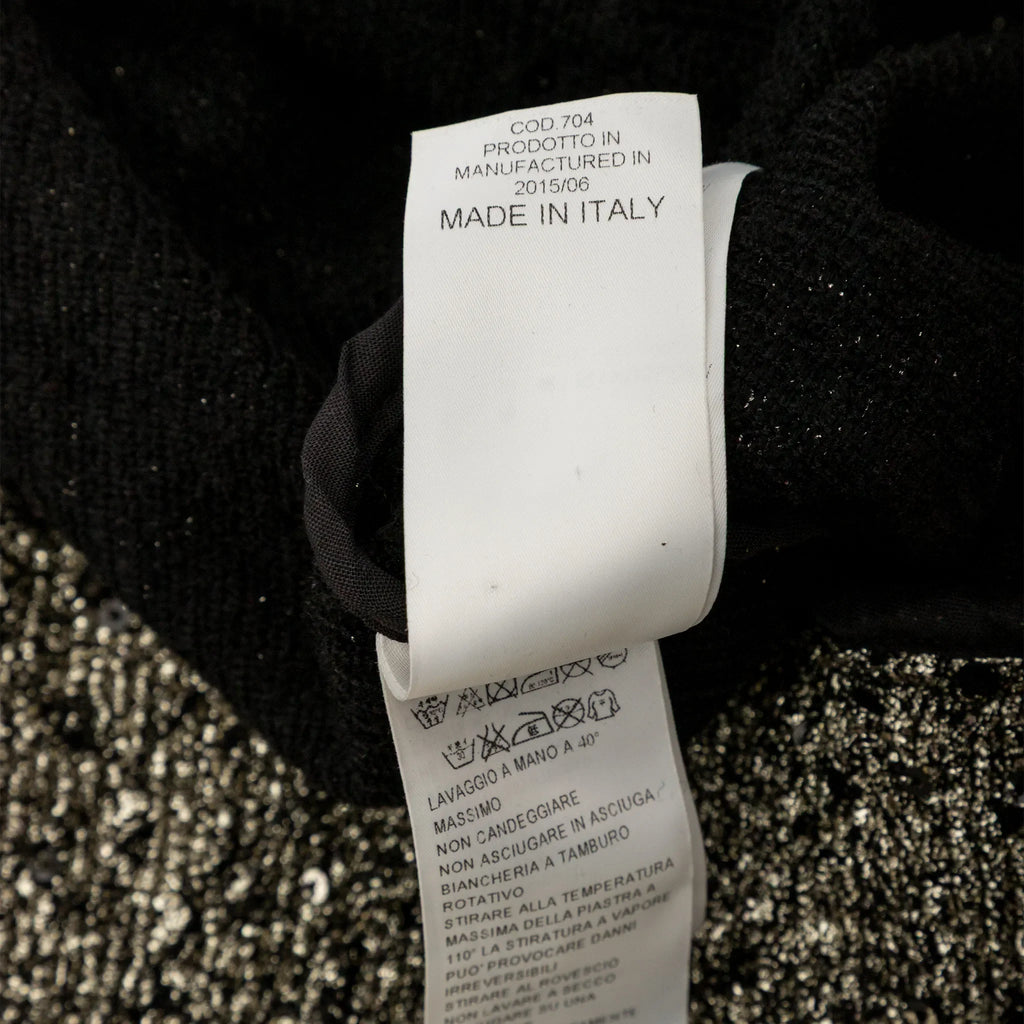 COD.704
PRODOTTO IN
MANUFACTURED IN
2015/06
MADE IN ITALY
LAVAGGIO A MANO A 40°
MASSIMO
NON CANDEGGIARE
NON ASCIUGARE IN ASCIUGA
BIANCHERIA A TAMBURO
ROTATIVO
STIRARE ALLA TEMPERATURA
MASSIMA DELLA PIASTRA A
110° LA STIRATURA A VAPORE
PUO' PROVOCARE DANNI
IRREVERSIBILI
STIRARE AL ROVESCIO
NON LAVARE A SECCO
SU UNA